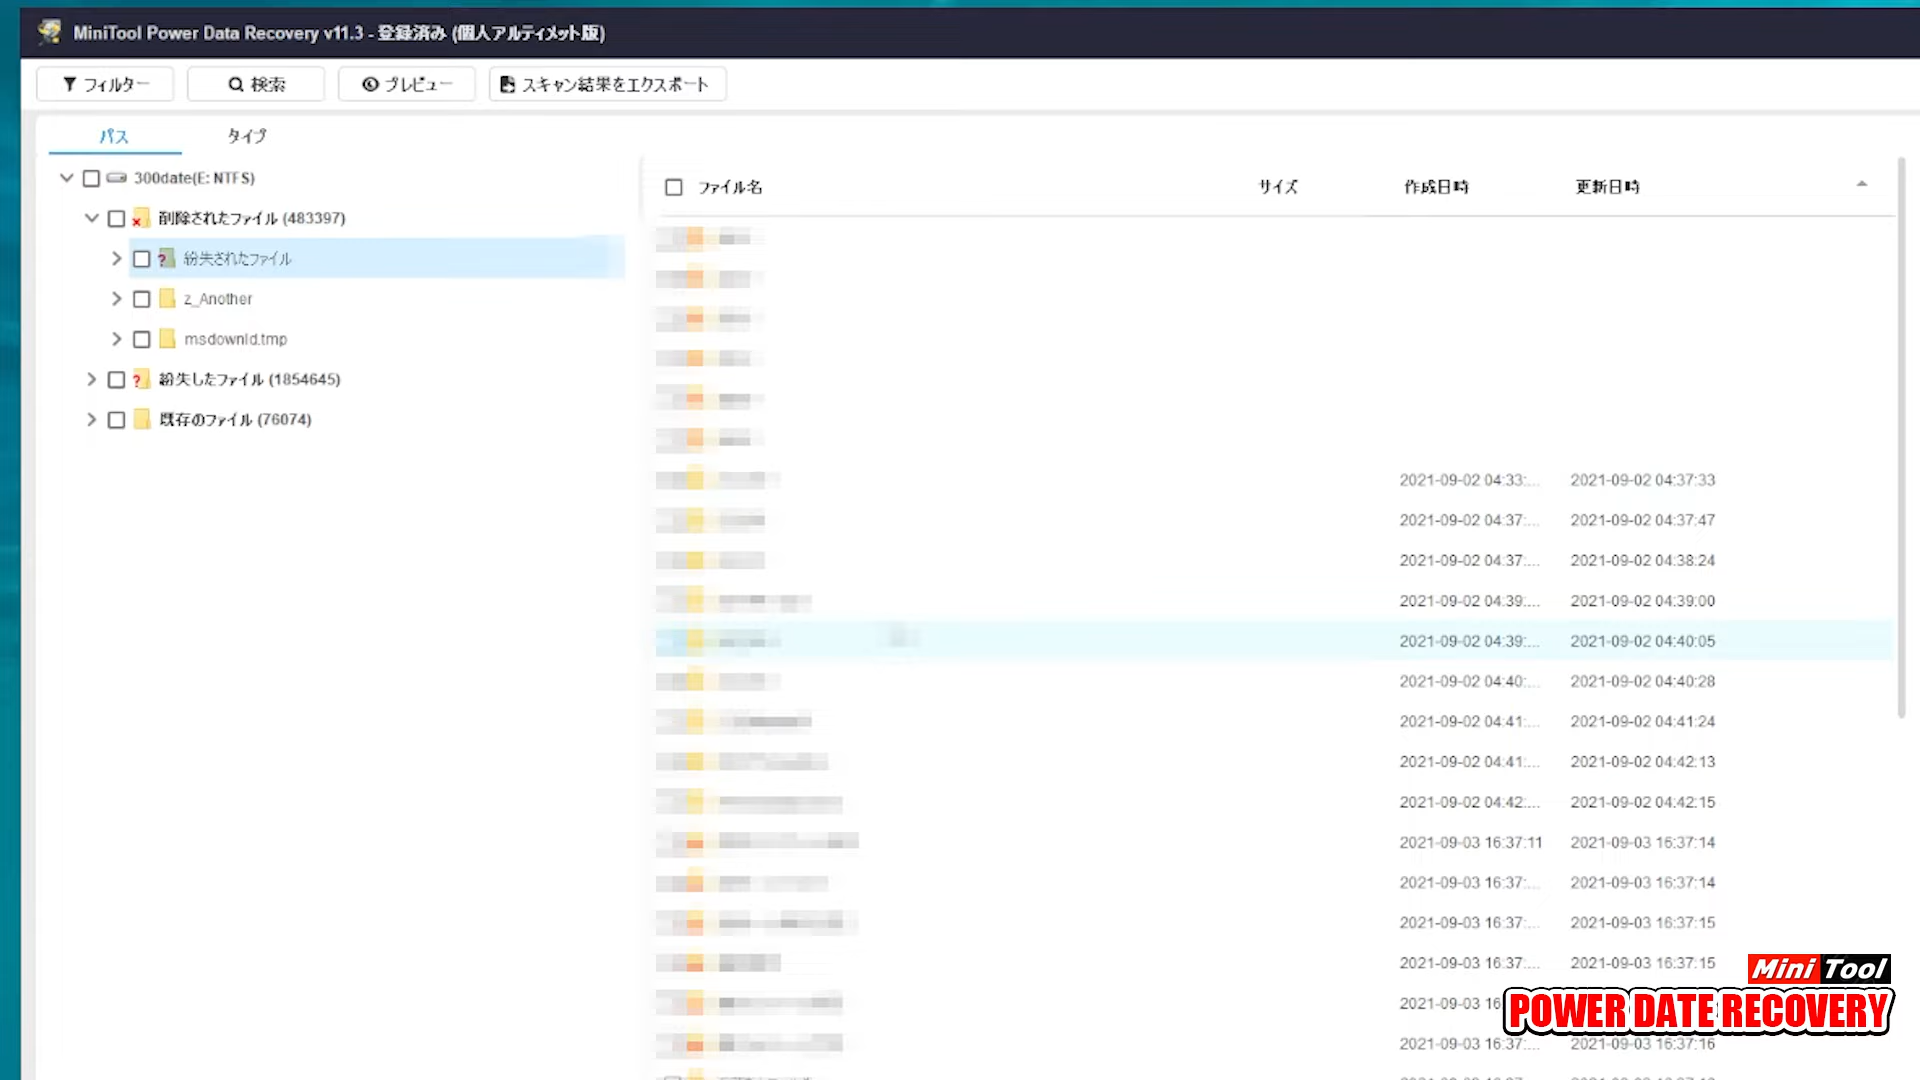 MiniTool Power Data Recovery v11.3 - 登録済み (個人アルティメット版)
フィルター 検索 プレビュー スキャン結果をエクスポート
パス タイプ
300date(E: NTFS)
削除されたファイル (483397)
紛失されたファイル
z_Another
msdownld.tmp
紛失したファイル (1854645)
既存のファイル (76074)
ファイル名 サイズ 作成日時 更新日時
2021-09-02 04:33:... 2021-09-02 04:37:33
2021-09-02 04:37:... 2021-09-02 04:37:47
2021-09-02 04:37:... 2021-09-02 04:38:24
2021-09-02 04:39:... 2021-09-02 04:39:00
2021-09-02 04:39:... 2021-09-02 04:40:05
2021-09-02 04:40:... 2021-09-02 04:40:28
2021-09-02 04:41:... 2021-09-02 04:41:24
2021-09-02 04:41:... 2021-09-02 04:42:13
2021-09-02 04:42:... 2021-09-02 04:42:15
2021-09-03 16:37:11 2021-09-03 16:37:14
2021-09-03 16:37:... 2021-09-03 16:37:14
2021-09-03 16:37:... 2021-09-03 16:37:15
2021-09-03 16:37:... 2021-09-03 16:37:15
2021-09-03 16
2021-09-03 16:37:... 2021-09-03 16:37:16
Mini Tool
POWER DATE RECOVERY